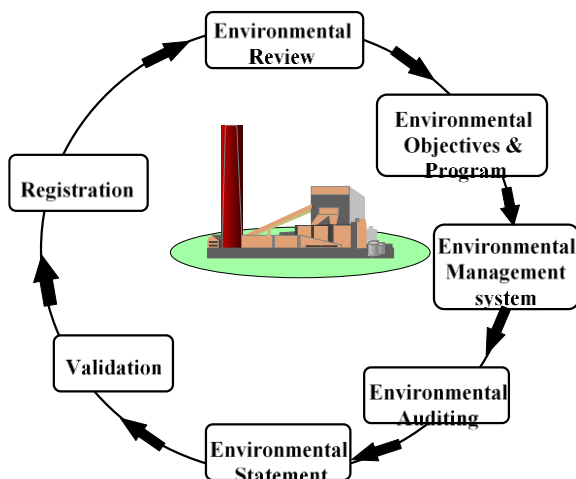 Environmental
Review
Environmental
Objectives &
Program
Environmental
Management
system
Environmental
Auditing
Environmental
Statement
Validation
Registration